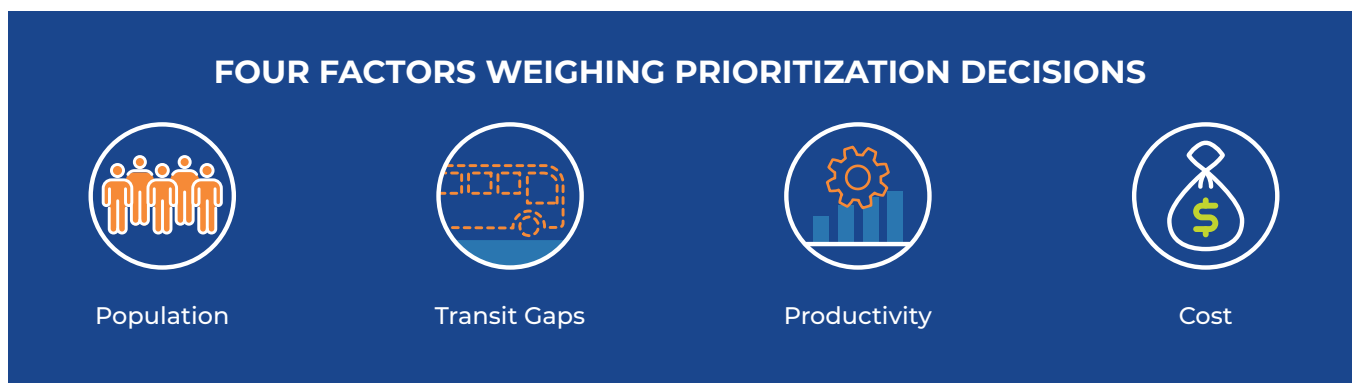 FOUR FACTORS WEIGHING PRIORITIZATION DECISIONS
$
Population
Transit Gaps
Productivity
Cost